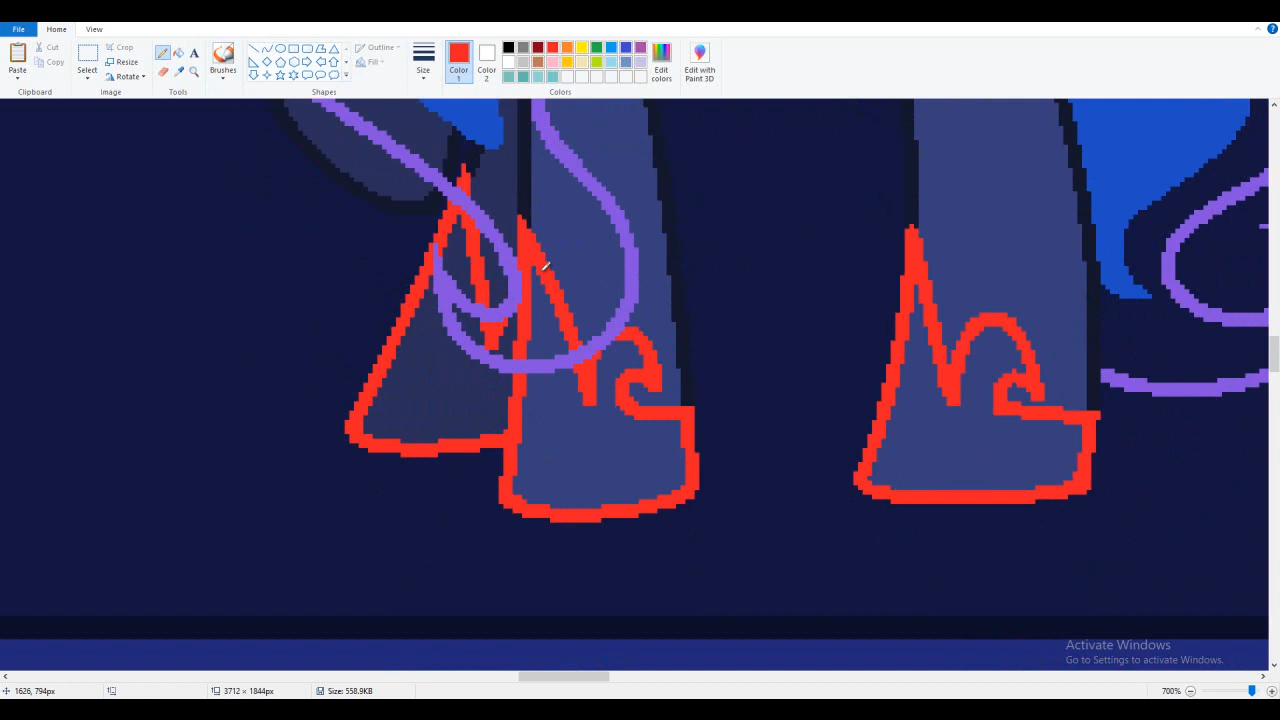 File
Home
View
Paste
Cut
Copy
Clipboard
Select
Crop
Resize
Rotate
Image
A
Tools
Brushes
Outline
Fill
Shapes
Size
Color
1
Color
2
Edit
colors
Edit with
Paint 3D
Colors
Activate Windows
Go to Settings to activate Windows.
1626, 794px
3712 × 1844px
Size: 558.9KB
700%